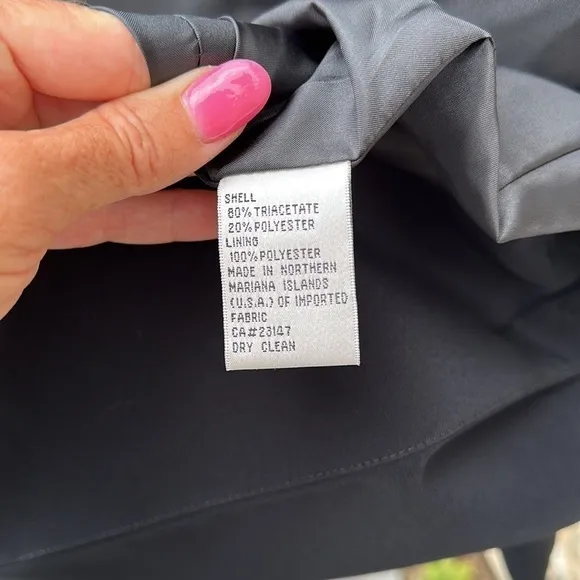 SHELL
80% TRIACETATE
20% POLYESTER
LINING
100% POLYESTER
MADE IN NORTHERN
MARIANA ISLANDS
(U.S.A.) OF IMPORTED
FABRIC
CA#23147
DRY CLEAN